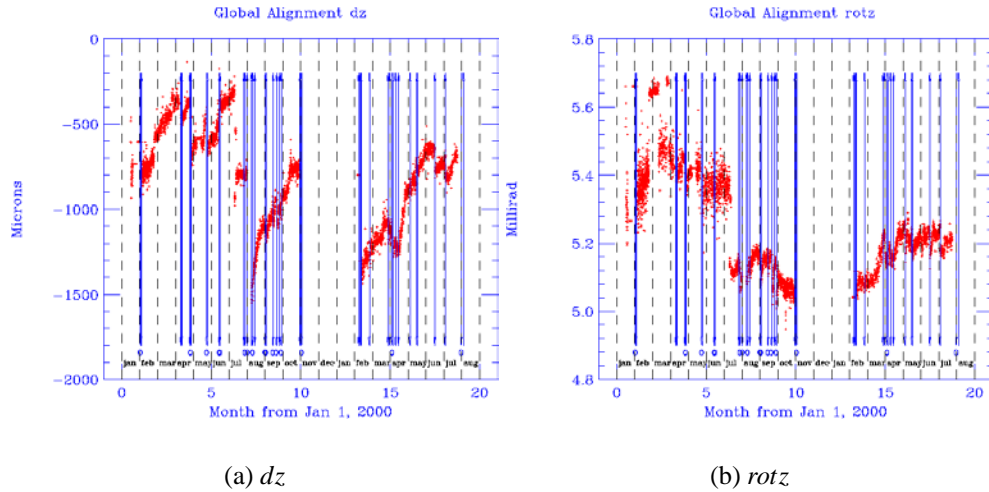 Global Alignment dz
0
-500
-1000
-1500
-2000
Microns
jan feb mar apr may jun jul aug sep oct nov dec jan feb mar apr may jun jul aug
0 5 10 15 20
Month from Jan 1, 2000
(a) dz
Global Alignment rotz
5.8
5.6
5.4
5.2
5.0
4.8
Millirad
jan feb mar apr may jun jul aug sep oct nov dec jan feb mar apr may jun jul aug
0 5 10 15 20
Month from Jan 1, 2000
(b) rotz